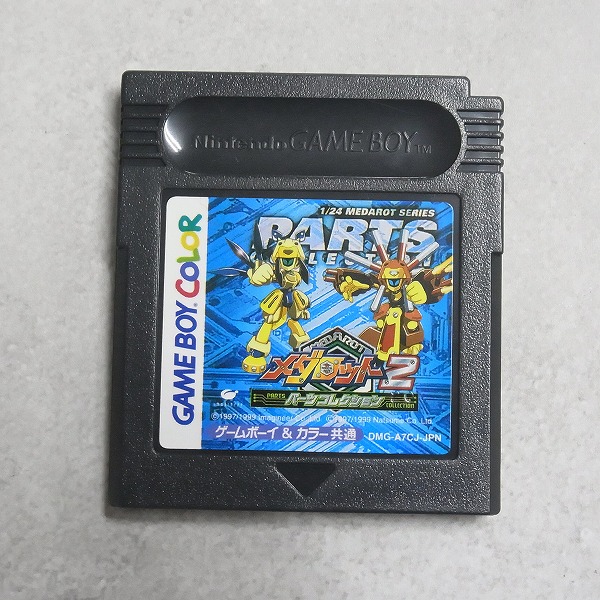 Nintendo GAME BOY TM
GAME BOY COLOR
1/24 MEDAROT SERIES
PARTS
COLLECTION
MEDAROT
メダロット2
PARTS パーツコレクション COLLECTION
©1997/1999 Imagineer Co., Ltd ©1997/1999 Natsume Co. Ltd.
ゲームボーイ & カラー共通 DMG-A7CJ-JPN